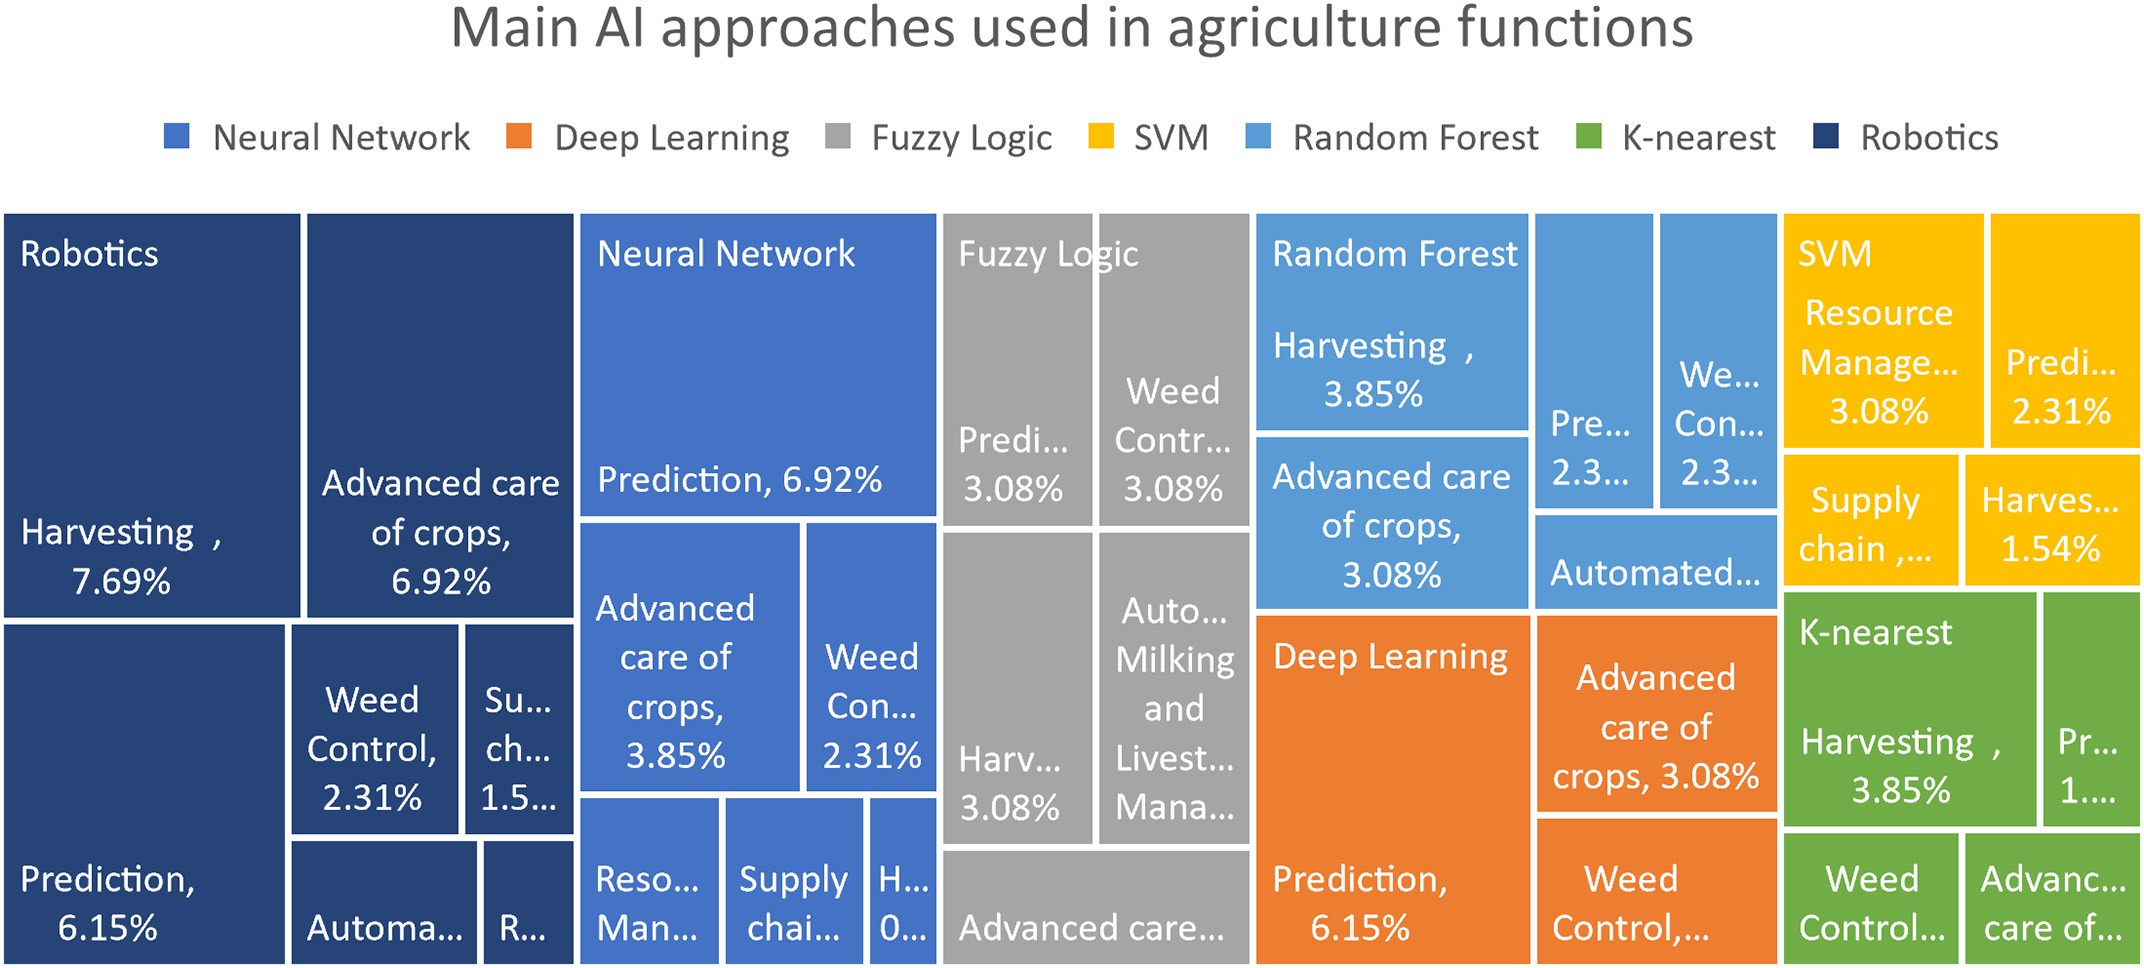 Main AI approaches used in agriculture functions
Neural Network
Deep Learning
Fuzzy Logic
SVM
Random Forest
K-nearest
Robotics
Robotics
Harvesting ,
7.69%
Advanced care
of crops,
6.92%
Prediction,
6.15%
Weed
Control,
2.31%
Su...
ch...
1.5...
Automa...
R...
Neural Network
Prediction, 6.92%
Advanced
care of
crops,
3.85%
Weed
Con...
2.31%
Reso...
Man...
Supply
chai...
H...
0...
Fuzzy Logic
Predi...
3.08%
Weed
Contr...
3.08%
Harv...
3.08%
Auto...
Milking
and
Livest...
Mana...
Advanced care...
Random Forest
Harvesting ,
3.85%
Pre...
2.3...
We...
Con...
2.3...
Advanced care
of crops,
3.08%
Automated...
Deep Learning
Prediction,
6.15%
Advanced
care of
crops, 3.08%
Weed
Control,...
SVM
Resource
Manage...
3.08%
Predi...
2.31%
Supply
chain ,...
Harves...
1.54%
K-nearest
Harvesting ,
3.85%
Pr...
1....
Weed
Control...
Advanc...
care of...